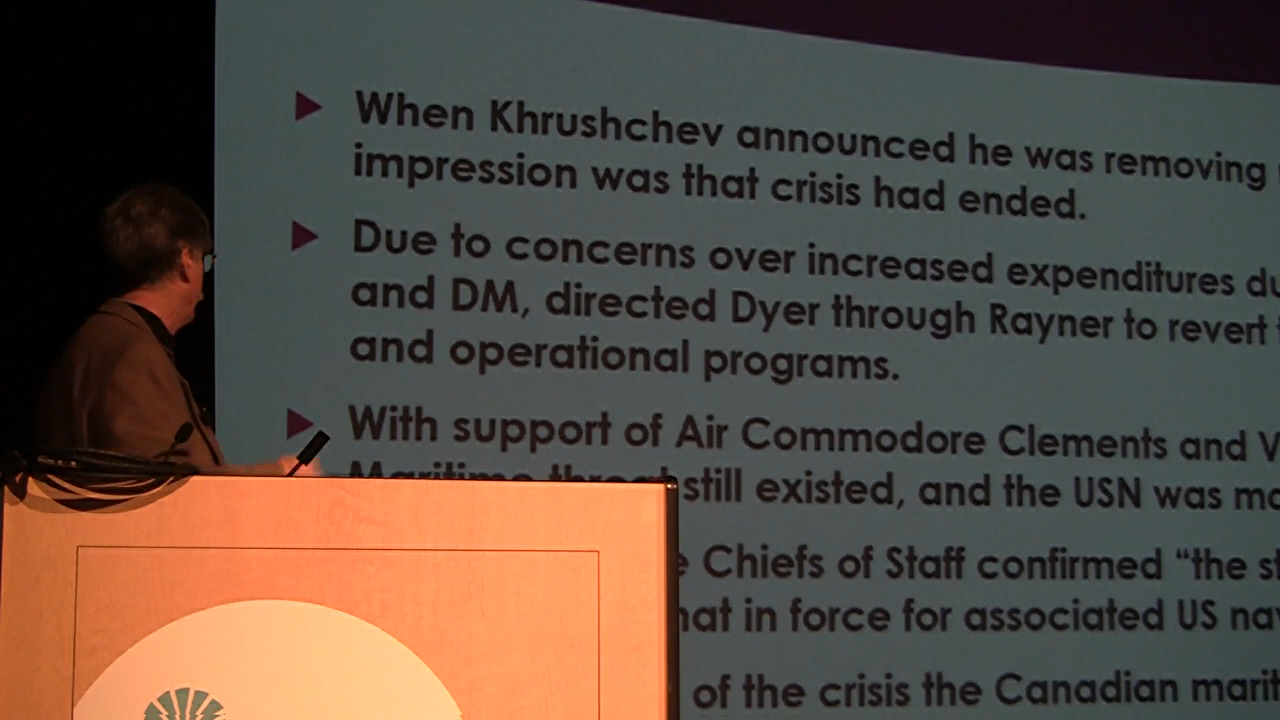 When Khrushchev announced he was removing
impression was that crisis had ended.
Due to concerns over increased expenditures
and DM, directed Dyer through Rayner to revert
and operational programs.
With support of Air Commodore Clements and
Maritime threat still existed, and the USN was
Chiefs of Staff confirmed “the
in force for associated US
of the crisis the Canadian